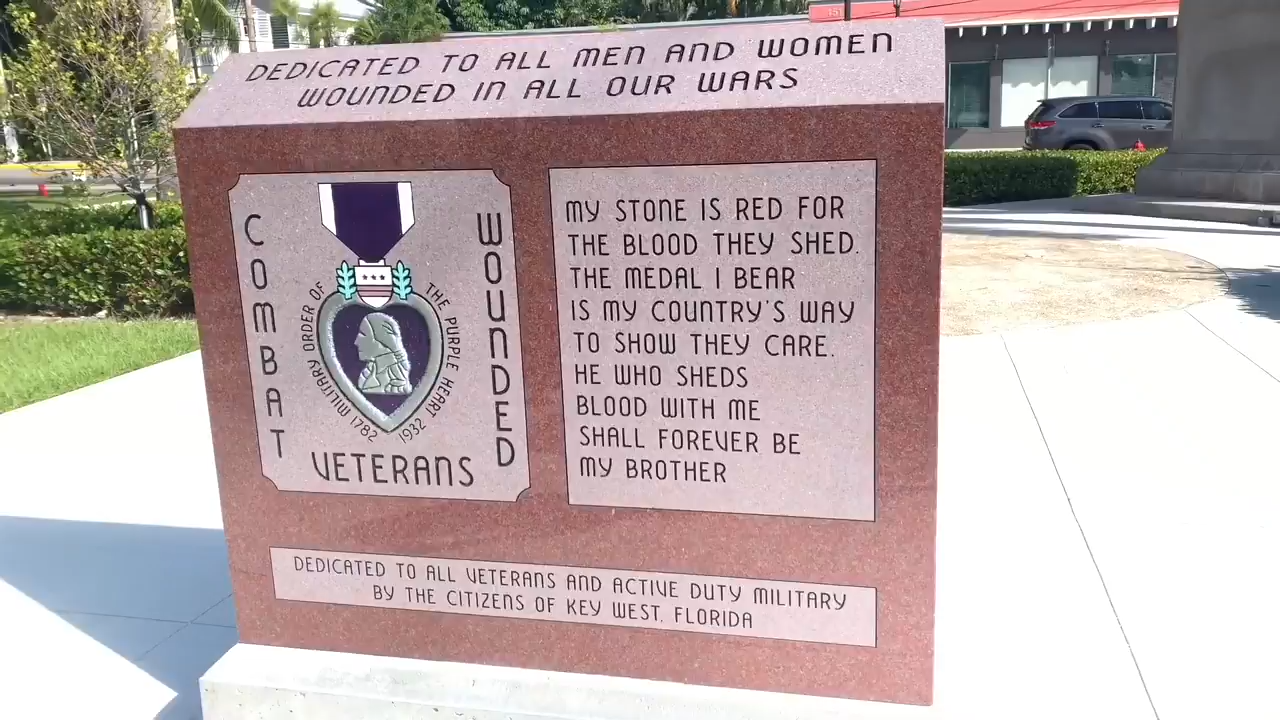 DEDICATED TO ALL MEN AND WOMEN
WOUNDED IN ALL OUR WARS
COMBAT
WOUNDED
VETERANS
MILITARY ORDER OF
THE PURPLE HEART
1782 1932
MY STONE IS RED FOR
THE BLOOD THEY SHED.
THE MEDAL I BEAR
IS MY COUNTRY'S WAY
TO SHOW THEY CARE.
HE WHO SHEDS
BLOOD WITH ME
SHALL FOREVER BE
MY BROTHER
DEDICATED TO ALL VETERANS AND ACTIVE DUTY MILITARY
BY THE CITIZENS OF KEY WEST, FLORIDA